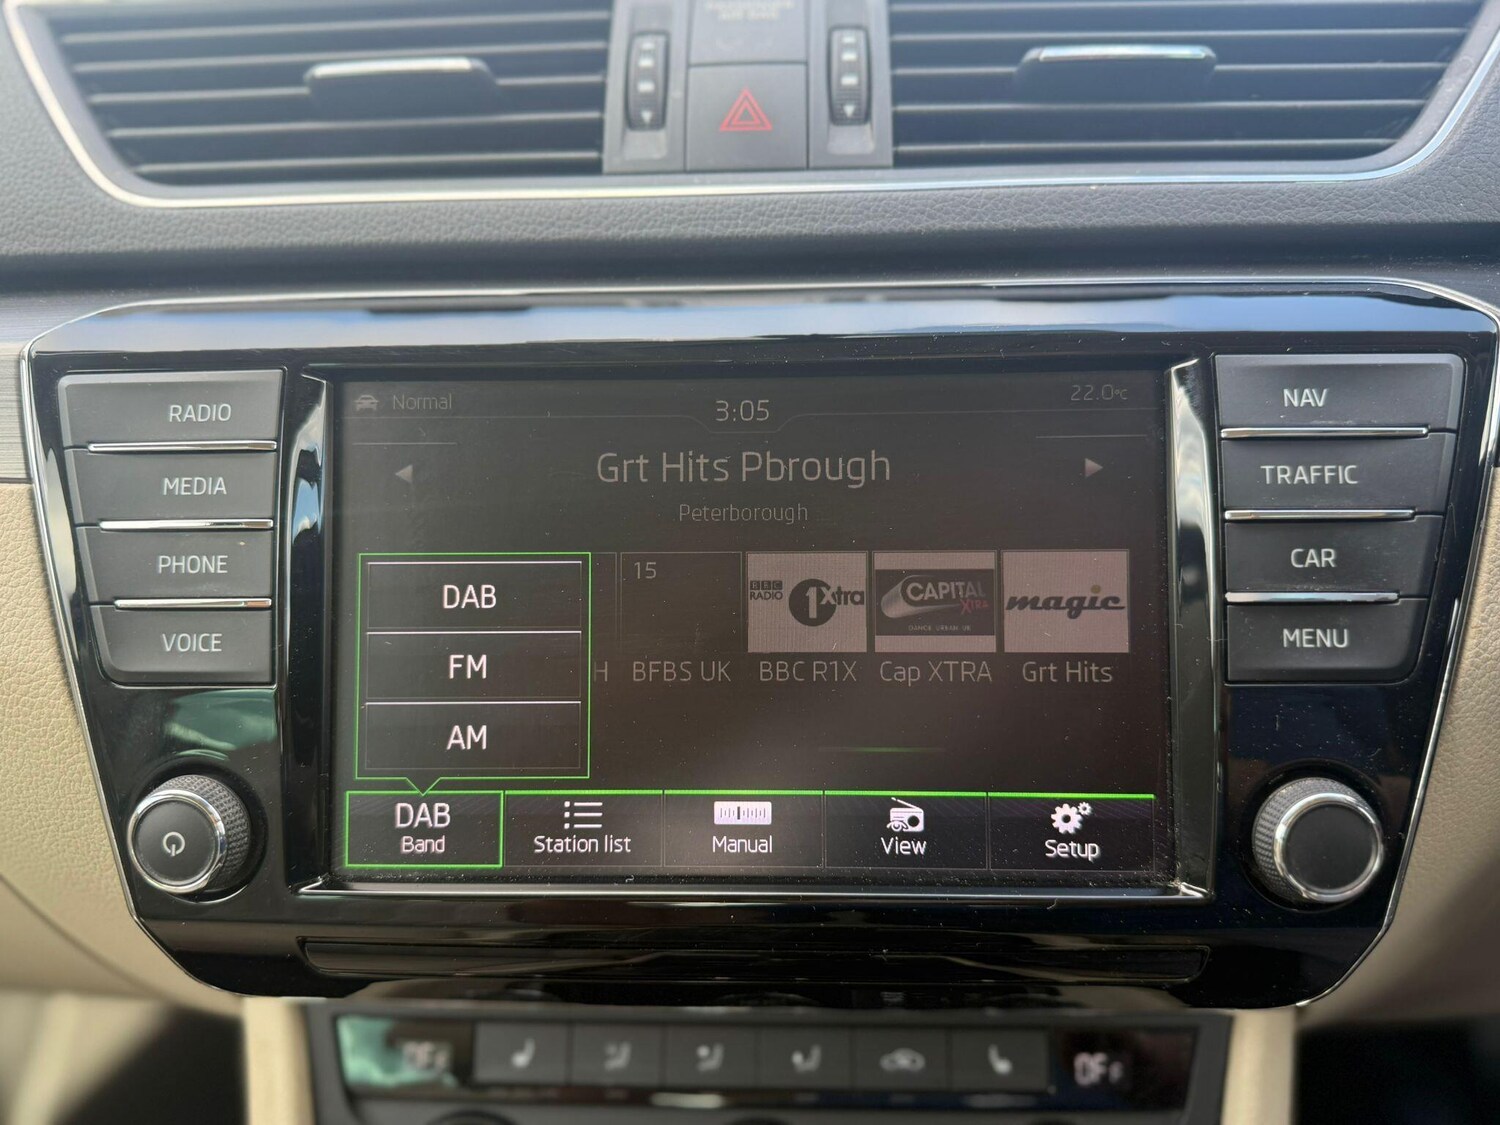 RADIO
MEDIA
PHONE
VOICE
NAV
TRAFFIC
CAR
MENU
Normal
3:05
22.0°C
Grt Hits Pbrough
Peterborough
DAB
FM
AM
H
15
BFBS UK
BBC
RADIO
1Xtra
BBC R1X
CAPITAL
XTRA
Cap XTRA
magic
Grt Hits
DAB
Band
Station list
Manual
View
Setup
OFF
OFF